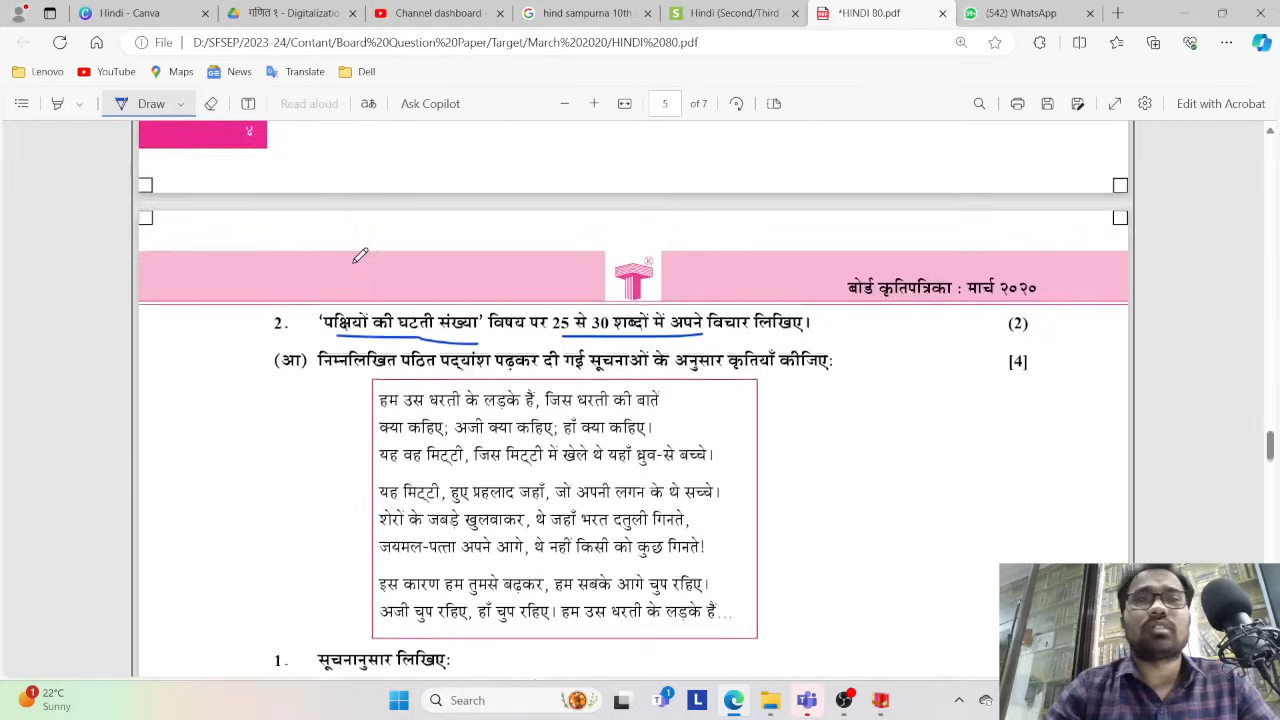 Hindi - Canva
गणित १ - Digitalizatio
Channel dashboard -
hind sampurna 10th
Hindi (Second/Third
*HINDI 80.pdf
(542) WhatsApp
File
D:/SFSEP/2023-24/Contant/Board%20Question%20Paper/Target/March%202020/HINDI%2080.pdf
Lenovo YouTube Maps News Translate Dell
Draw Read aloud Ask Copilot 5 of 7 Edit with Acrobat
४
बोर्ड कृतिपत्रिका : मार्च २०२०
2. ‘पक्षियों की घटती संख्या’ विषय पर 25 से 30 शब्दों में अपने विचार लिखिए। (2)
(आ) निम्नलिखित पठित पद्यांश पढ़कर दी गई सूचनाओं के अनुसार कृतियाँ कीजिए: [4]
हम उस धरती के लड़के हैं, जिस धरती की बातें
क्या कहिए; अजी क्या कहिए; हाँ क्या कहिए।
यह वह मिट्टी, जिस मिट्टी में खेले थे यहाँ ध्रुव-से बच्चे।
यह मिट्टी, हुए प्रहलाद जहाँ, जो अपनी लगन के थे सच्चे।
शेरों के जबड़े खुलवाकर, थे जहाँ भरत दतुली गिनते,
जयमल-पत्ता अपने आगे, थे नहीं किसी को कुछ गिनते!
इस कारण हम तुमसे बढ़कर, हम सबके आगे चुप रहिए।
अजी चुप रहिए, हाँ चुप रहिए। हम उस धरती के लड़के हैं...
1. सूचनानुसार लिखिए:
22°C
Sunny
Search